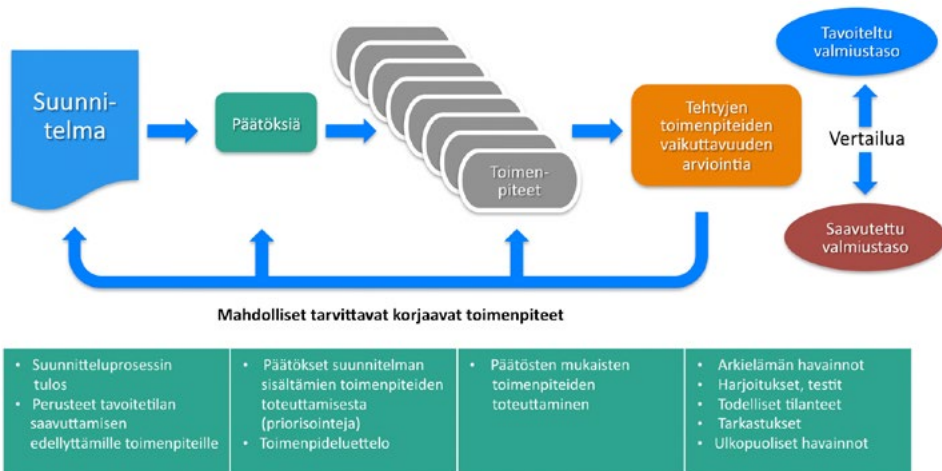 Suunni-
telma
Päätöksiä
Toimen-
piteet
Tehtyjen
toimenpiteiden
vaikuttavuuden
arviointia
Tavoiteltu
valmiustaso
Vertailua
Saavutettu
valmiustaso
Mahdolliset tarvittavat korjaavat toimenpiteet
• Suunnitteluprosessin
tulos
• Perusteet tavoitetilan
saavuttamisen
edellyttämille toimenpiteille
• Päätökset suunnitelman
sisältämien toimenpiteiden
toteuttamisesta
(priorisointeja)
• Toimenpideluettelo
• Päätösten mukaisten
toimenpiteiden
toteuttaminen
• Arkielämän havainnot
• Harjoitukset, testit
• Todelliset tilanteet
• Tarkastukset
• Ulkopuoliset havainnot